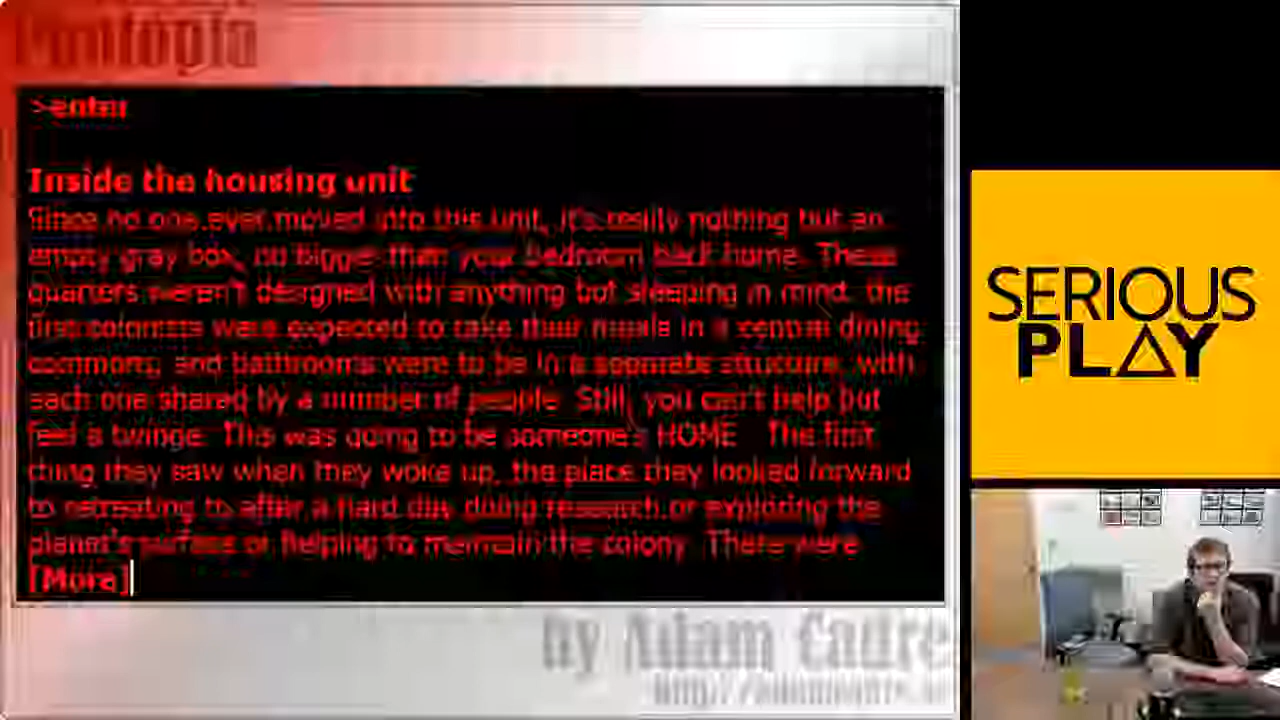 >enter
Inside the housing unit
Since no one ever moved into this unit, it's really nothing but an
empty gray box, no bigger than your bedroom back home. These
quarters weren't designed with anything but sleeping in mind: the
first colonists were expected to take their meals in a central dining
commons, and bathrooms were to be in a separate structure, with
each one shared by a number of people. Still, you can't help but
feel a twinge. This was going to be someone's HOME. The first
thing they saw when they woke up, the place they looked forward
to retreating to after a hard day doing research or exploring the
planet's surface or helping to maintain the colony. There were
[More]
by Adam Cadre
SERIOUS
PLAY